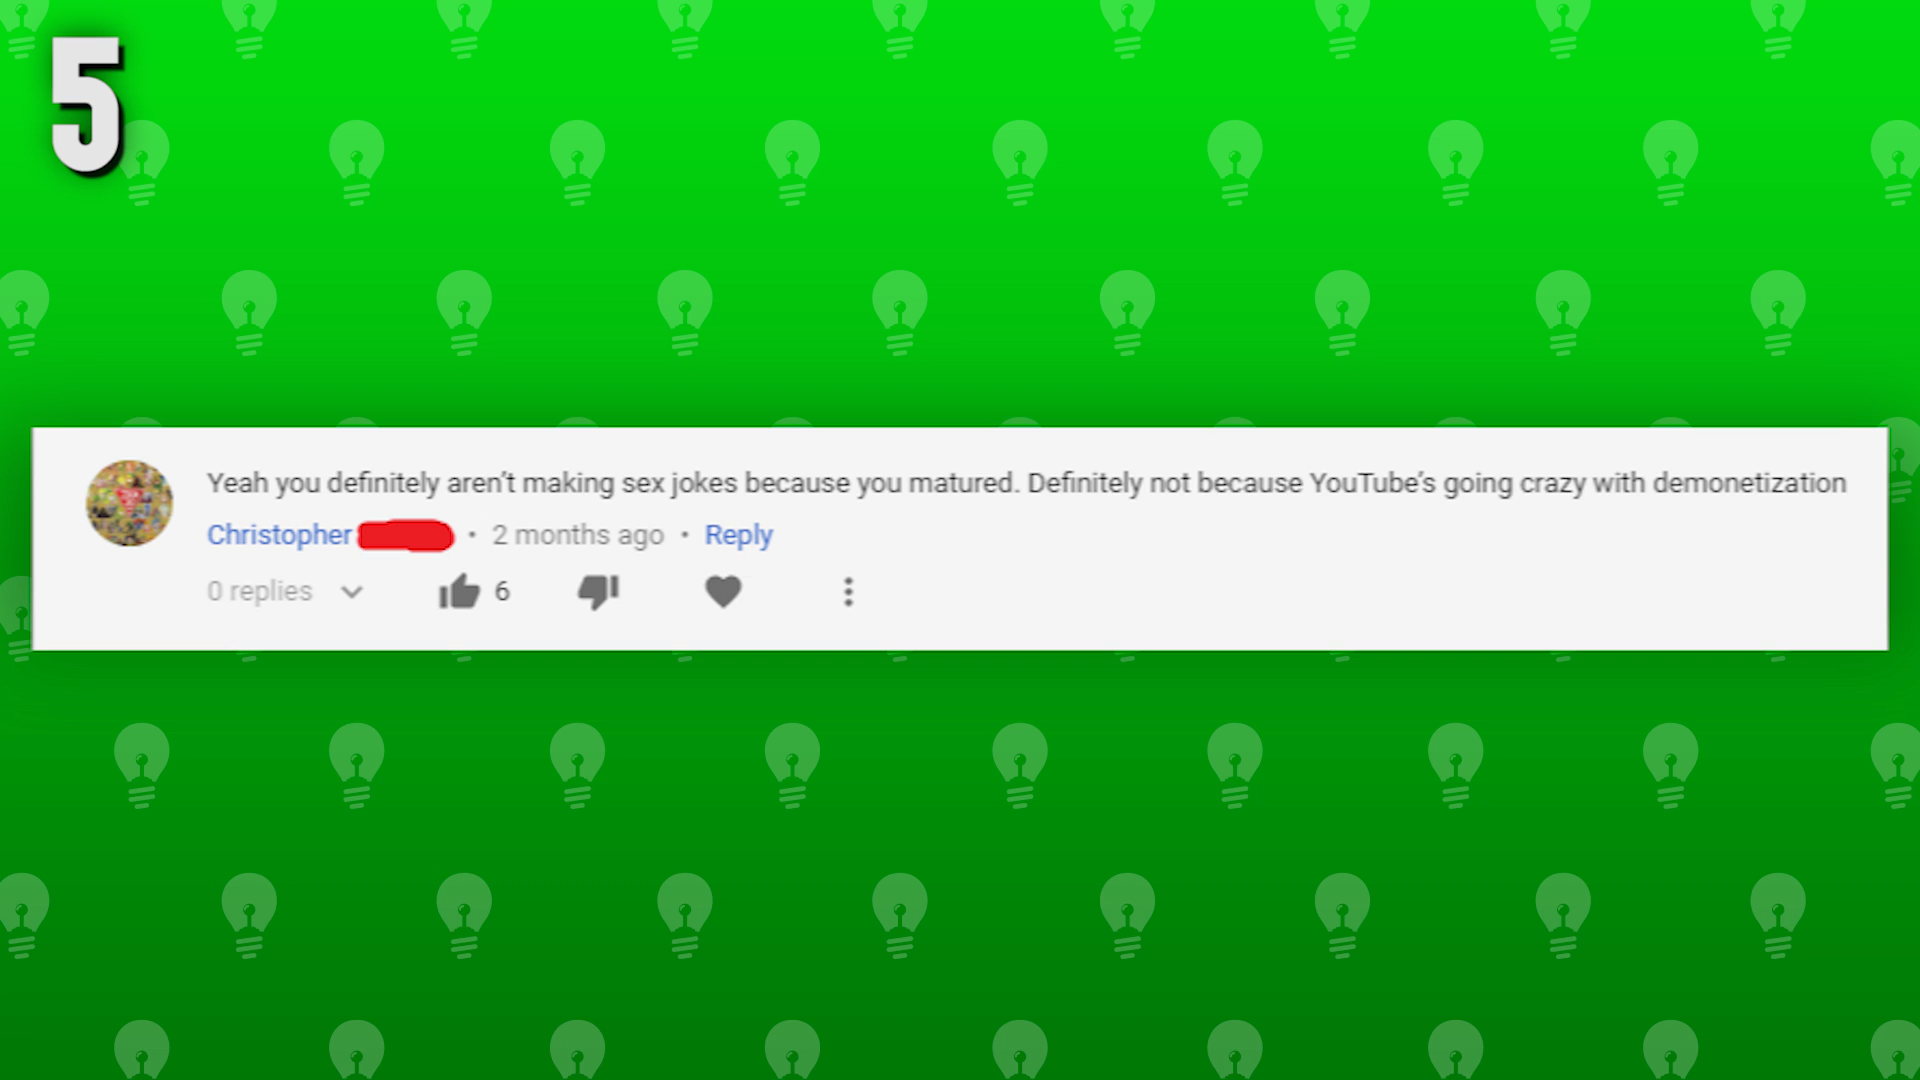 5
Yeah you definitely aren't making sex jokes because you matured. Definitely not because YouTube's going crazy with demonetization
Christopher • 2 months ago • Reply
0 replies 6